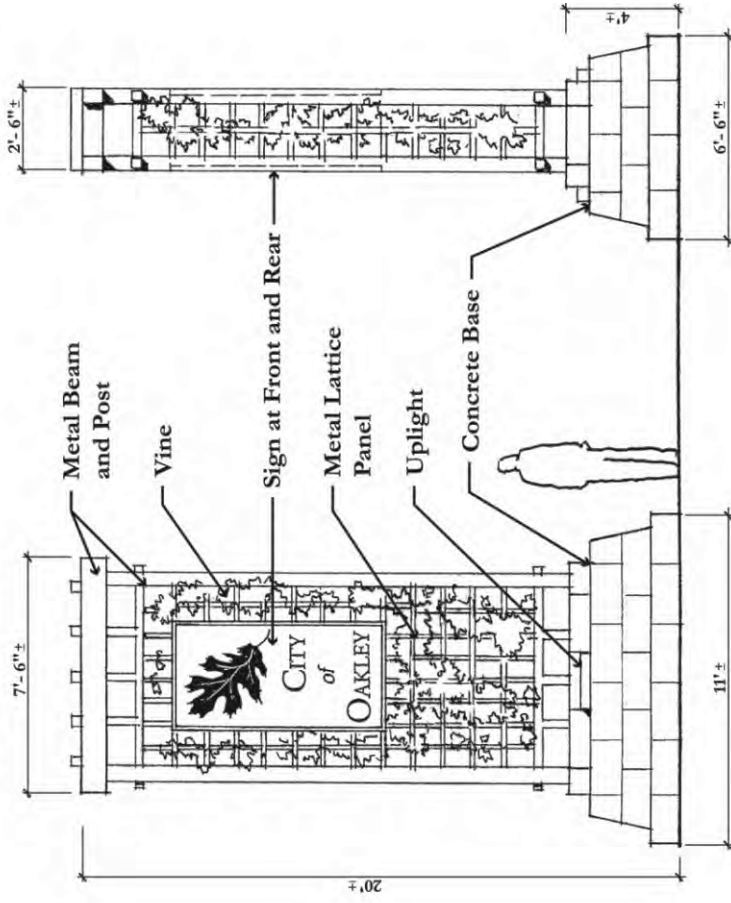 7'- 6"±
2'- 6"±
Metal Beam
and Post
Vine
Sign at Front and Rear
CITY
of
OAKLEY
Metal Lattice
Panel
Uplight
Concrete Base
20'±
4'±
11'±
6'- 6"±